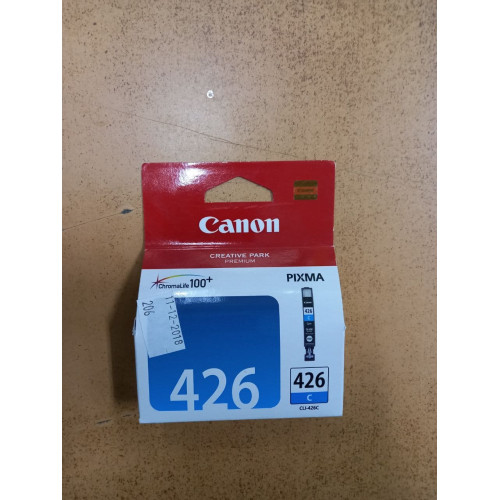 Canon
CREATIVE PARK
PREMIUM
ChromaLife100+
PIXMA
11-12-2018
206
426
C
426
426
C
CLI-426C